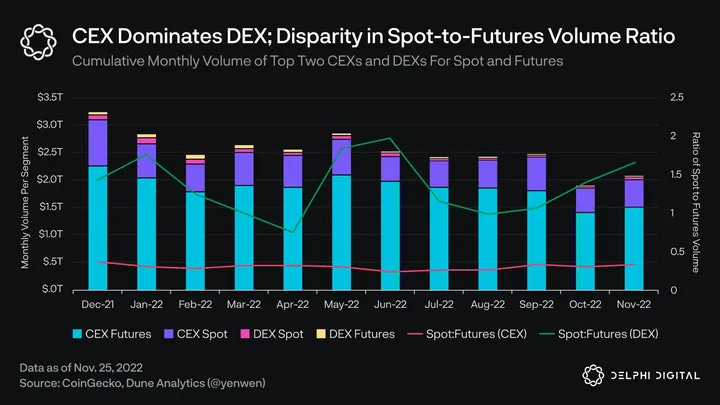 CEX Dominates DEX; Disparity in Spot-to-Futures Volume Ratio
Cumulative Monthly Volume of Top Two CEXs and DEXs For Spot and Futures
Monthly Volume Per Segment
$3.5T
$3.0T
$2.5T
$2.0T
$1.5T
$1.0T
$.5T
$.0T
2.5
2
1.5
1
0.5
0
Ratio of Spot to Futures Volume
Dec-21 Jan-22 Feb-22 Mar-22 Apr-22 May-22 Jun-22 Jul-22 Aug-22 Sep-22 Oct-22 Nov-22
CEX Futures CEX Spot DEX Spot DEX Futures Spot:Futures (CEX) Spot:Futures (DEX)
Data as of Nov. 25, 2022
Source: CoinGecko, Dune Analytics (@yenwen)
DELPHI DIGITAL